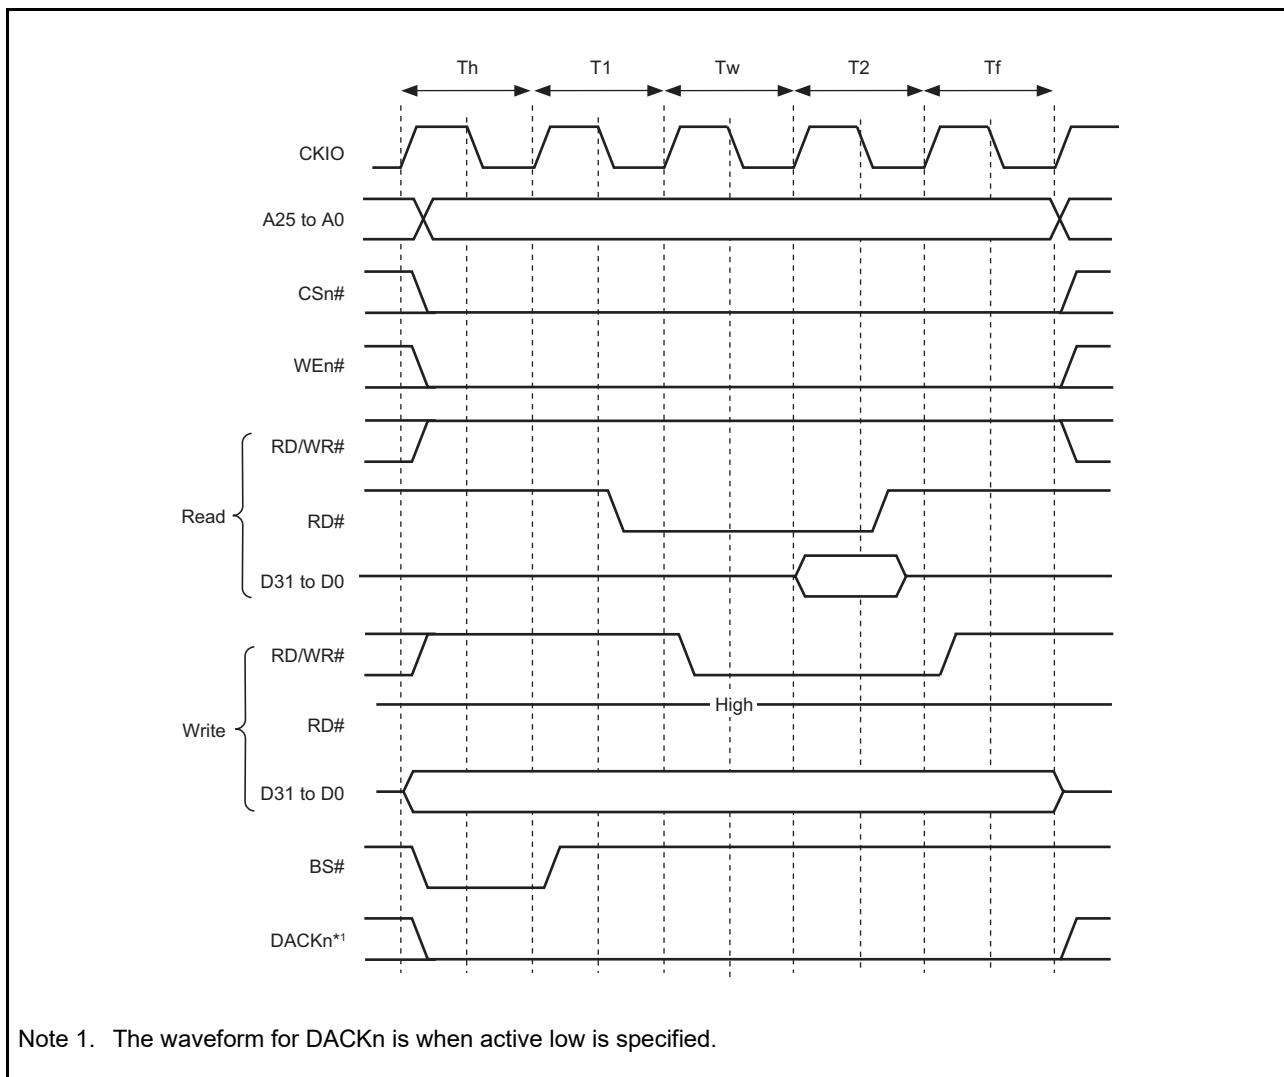 Th T1 Tw T2 Tf
CKIO
A25 to A0
CSn#
WEn#
RD/WR#
Read
RD#
D31 to D0
RD/WR#
High
Write
RD#
D31 to D0
BS#
DACKn*1
Note 1. The waveform for DACKn is when active low is specified.